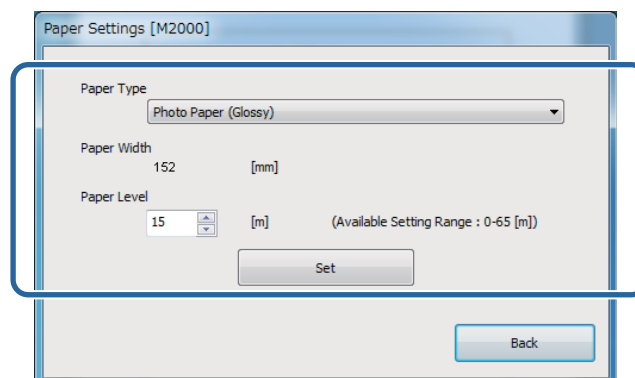 Paper Settings [M2000]
Paper Type
Photo Paper (Glossy)
Paper Width
152 [mm]
Paper Level
15 [m] (Available Setting Range : 0-65 [m])
Set
Back